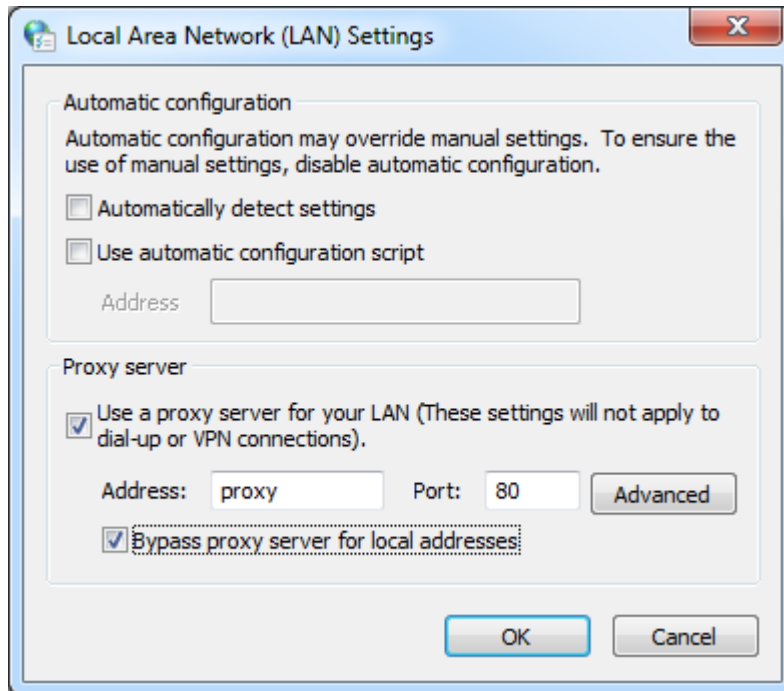 Local Area Network (LAN) Settings
Automatic configuration
Automatic configuration may override manual settings.  To ensure the
use of manual settings, disable automatic configuration.
Automatically detect settings
Use automatic configuration script
Address
Proxy server
Use a proxy server for your LAN (These settings will not apply to
dial-up or VPN connections).
Address: proxy Port: 80 Advanced
Bypass proxy server for local addresses
OK Cancel